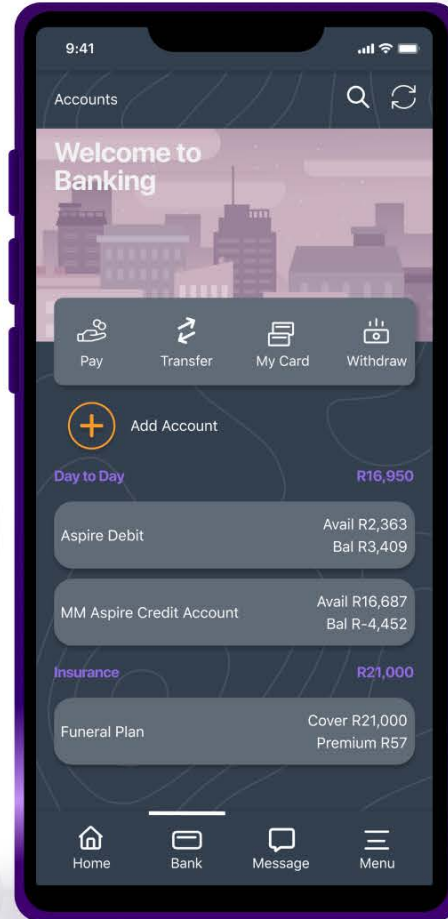 9:41
Accounts
Welcome to
Banking
Pay
Transfer
My Card
Withdraw
Add Account
Day to Day R16,950
Aspire Debit
Avail R2,363
Bal R3,409
MM Aspire Credit Account
Avail R16,687
Bal R-4,452
Insurance R21,000
Funeral Plan
Cover R21,000
Premium R57
Home
Bank
Message
Menu